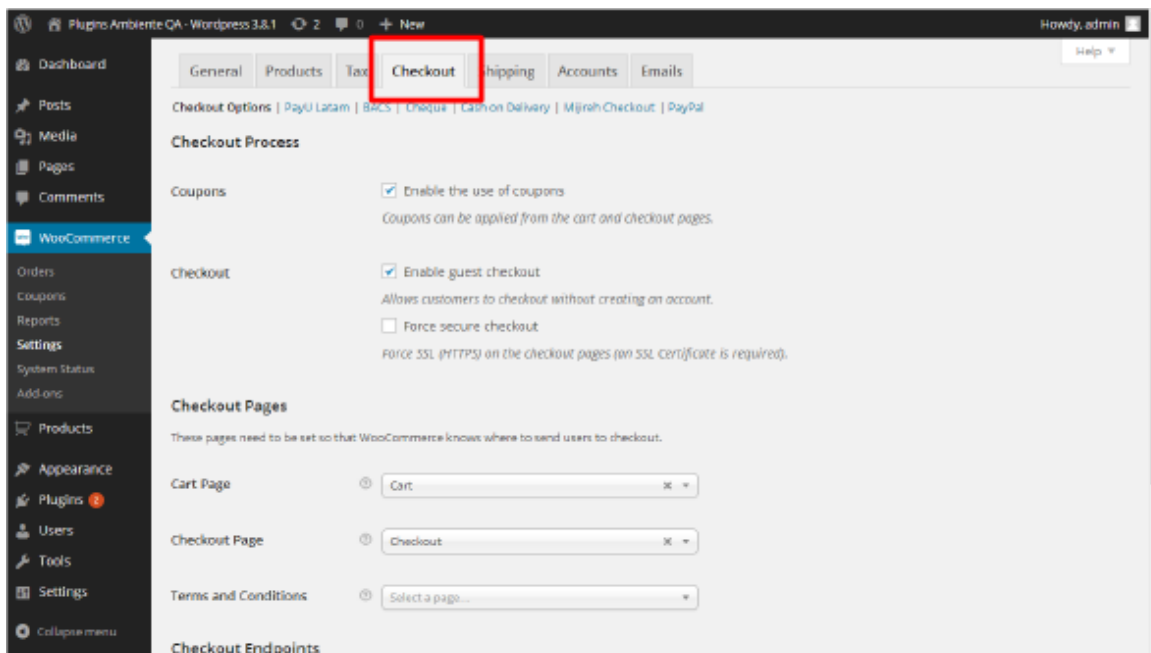 Plugins Ambiente QA - Wordpress 3.8.1 2 0 + New Howdy, admin
Help
Dashboard
Posts
Media
Pages
Comments
WooCommerce
Orders
Coupons
Reports
Settings
System Status
Add-ons
Products
Appearance
Plugins 2
Users
Tools
Settings
Collapse menu
General Products Tax Checkout Shipping Accounts Emails
Checkout Options | PayU Latam | BACS | Cheque | Cash on Delivery | Mijireh Checkout | PayPal
Checkout Process
Coupons
Enable the use of coupons
Coupons can be applied from the cart and checkout pages.
Checkout
Enable guest checkout
Allows customers to checkout without creating an account.
Force secure checkout
Force SSL (HTTPS) on the checkout pages (an SSL Certificate is required).
Checkout Pages
These pages need to be set so that WooCommerce knows where to send users to checkout.
Cart Page
Cart
Checkout Page
Checkout
Terms and Conditions
Select a page...
Checkout Endpoints